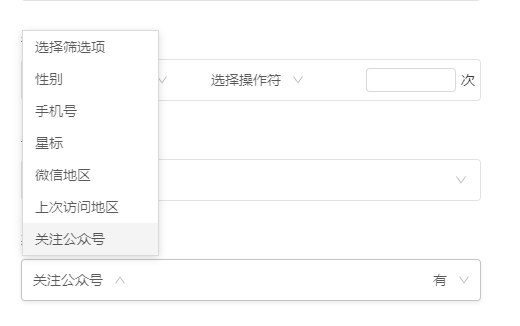 选择筛选项
性别
选择操作符 次
手机号
星标
微信地区
上次访问地区
关注公众号
关注公众号 有